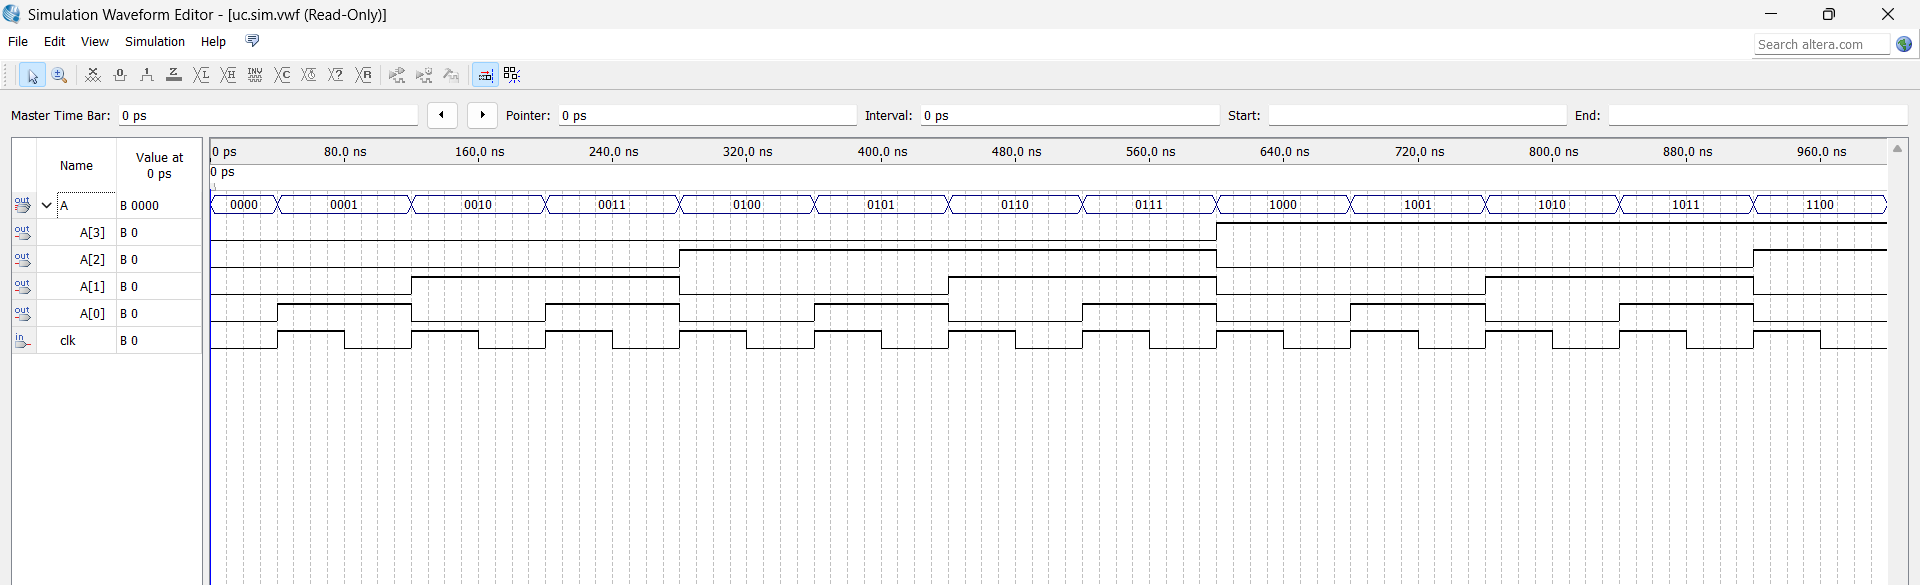 Simulation Waveform Editor - [uc.sim.vwf (Read-Only)]
File Edit View Simulation Help
Search altera.com
Master Time Bar: 0 ps Pointer: 0 ps Interval: 0 ps Start: End:
Name Value at 0 ps
0 ps 80.0 ns 160.0 ns 240.0 ns 320.0 ns 400.0 ns 480.0 ns 560.0 ns 640.0 ns 720.0 ns 800.0 ns 880.0 ns 960.0 ns
0 ps
out A B 0000 0000 0001 0010 0011 0100 0101 0110 0111 1000 1001 1010 1011 1100
out A[3] B 0
out A[2] B 0
out A[1] B 0
out A[0] B 0
in clk B 0